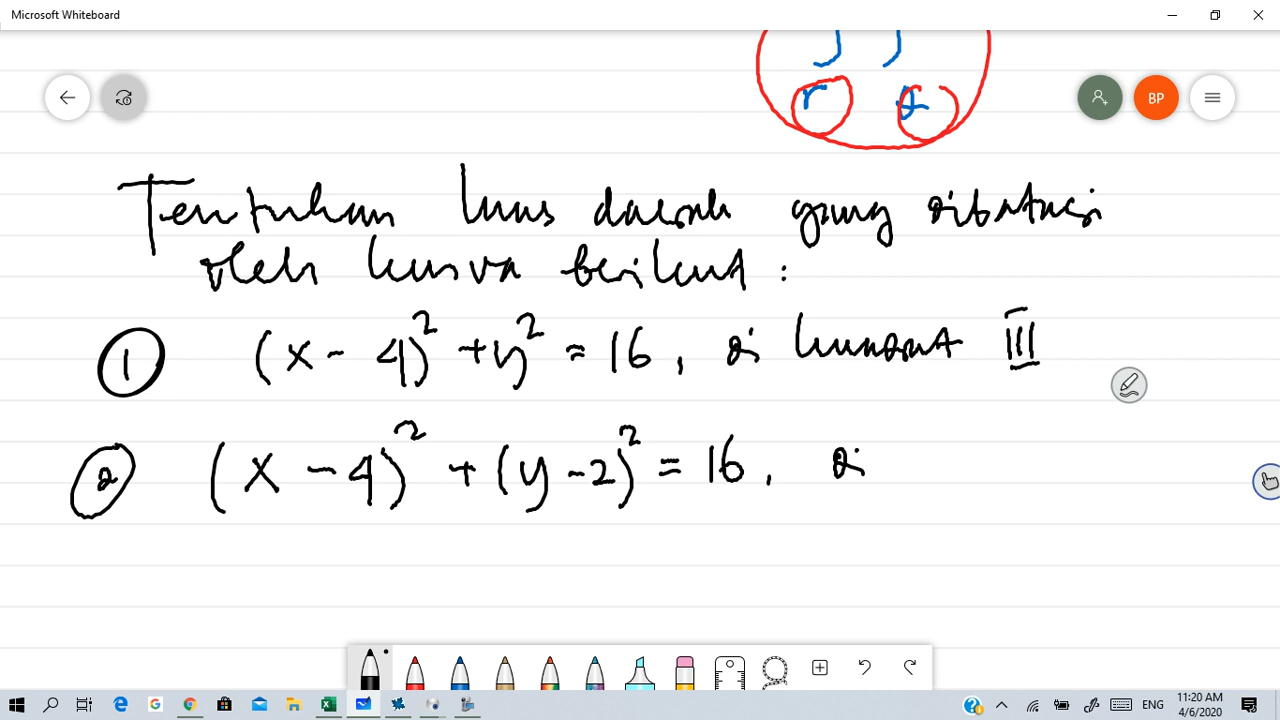 Microsoft Whiteboard
BP
r θ
Tentukan luas daerah yang dibatasi
oleh kurva berikut :
① (x - 4)² + y² = 16, di kuadrat III
② (x - 4)² + (y - 2)² = 16, di
ENG
11:20 AM
4/6/2020